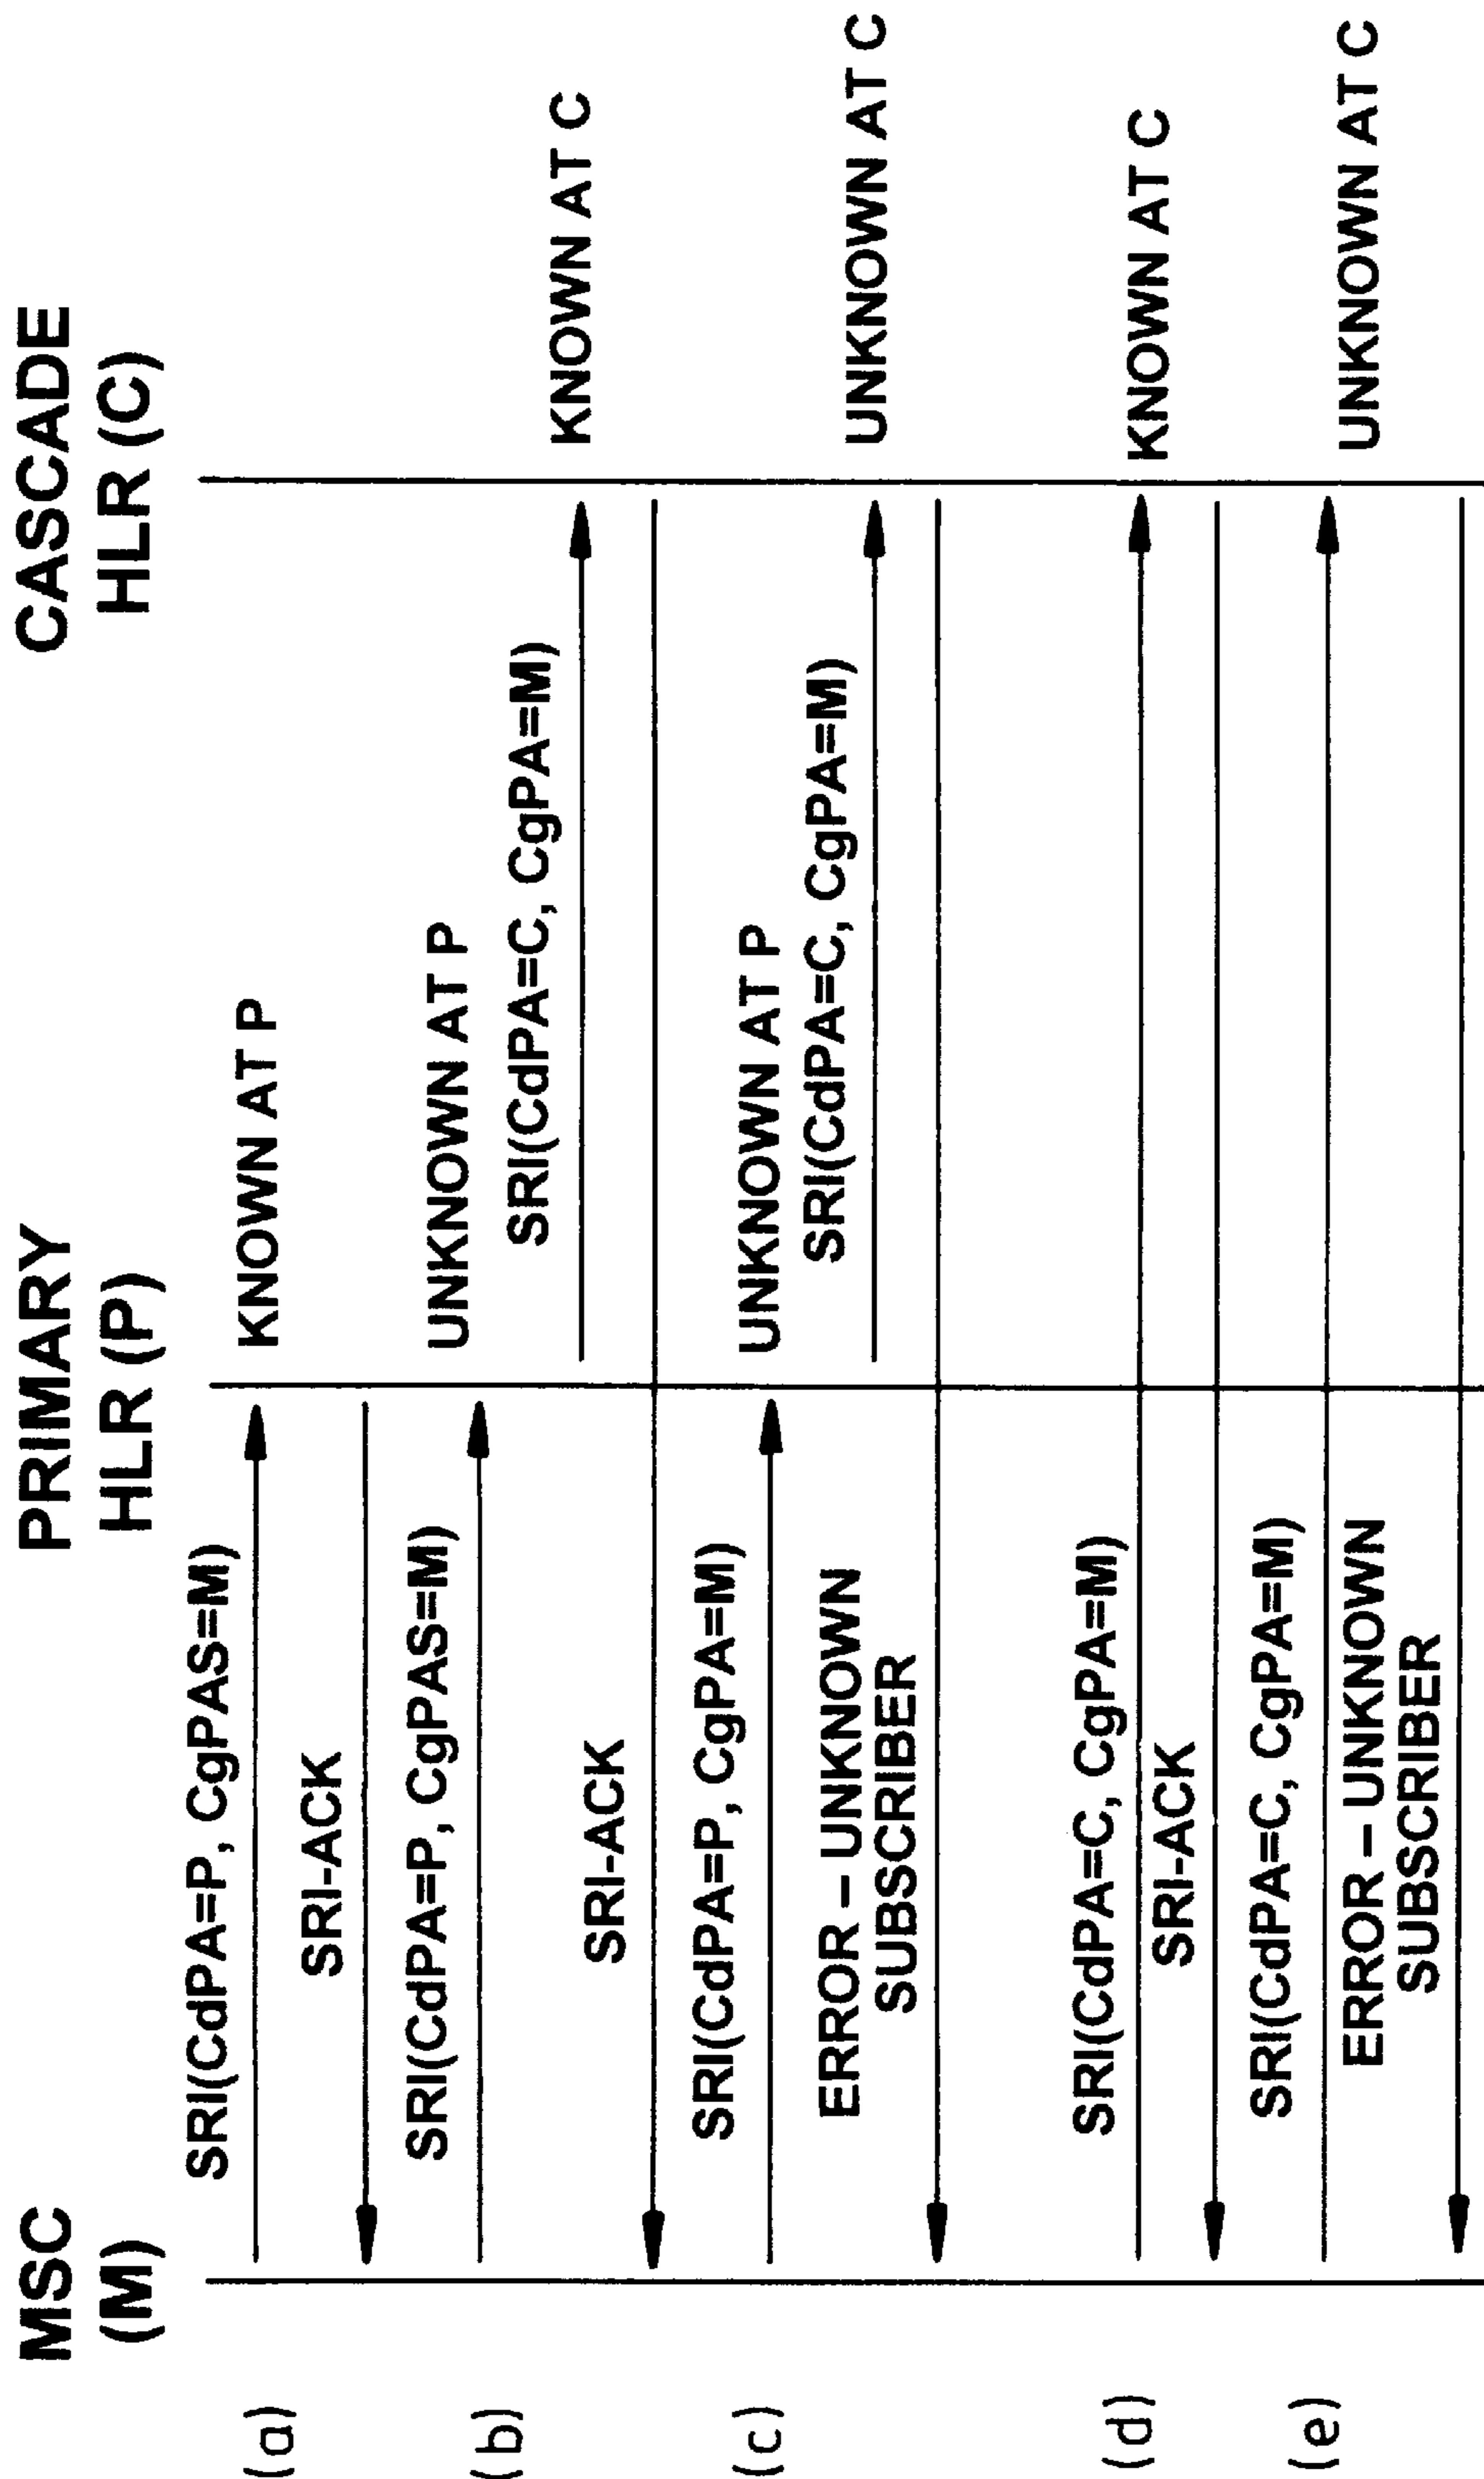 MSC
(M)
PRIMARY
HLR (P)
CASCADE
HLR (C)
(a)
SRI(CdPA=P, CgPAS=M)
KNOWN AT P
SRI-ACK
(b)
SRI(CdPA=P, CgPAS=M)
UNKNOWN AT P
SRI(CdPA=C, CgPA=M)
KNOWN AT C
SRI-ACK
(c)
SRI(CdPA=P, CgPA=M)
UNKNOWN AT P
SRI(CdPA=C, CgPA=M)
UNKNOWN AT C
ERROR – UNKNOWN
SUBSCRIBER
(d)
SRI(CdPA=C, CgPA=M)
KNOWN AT C
SRI-ACK
(e)
SRI(CdPA=C, CgPA=M)
UNKNOWN AT C
ERROR – UNKNOWN
SUBSCRIBER